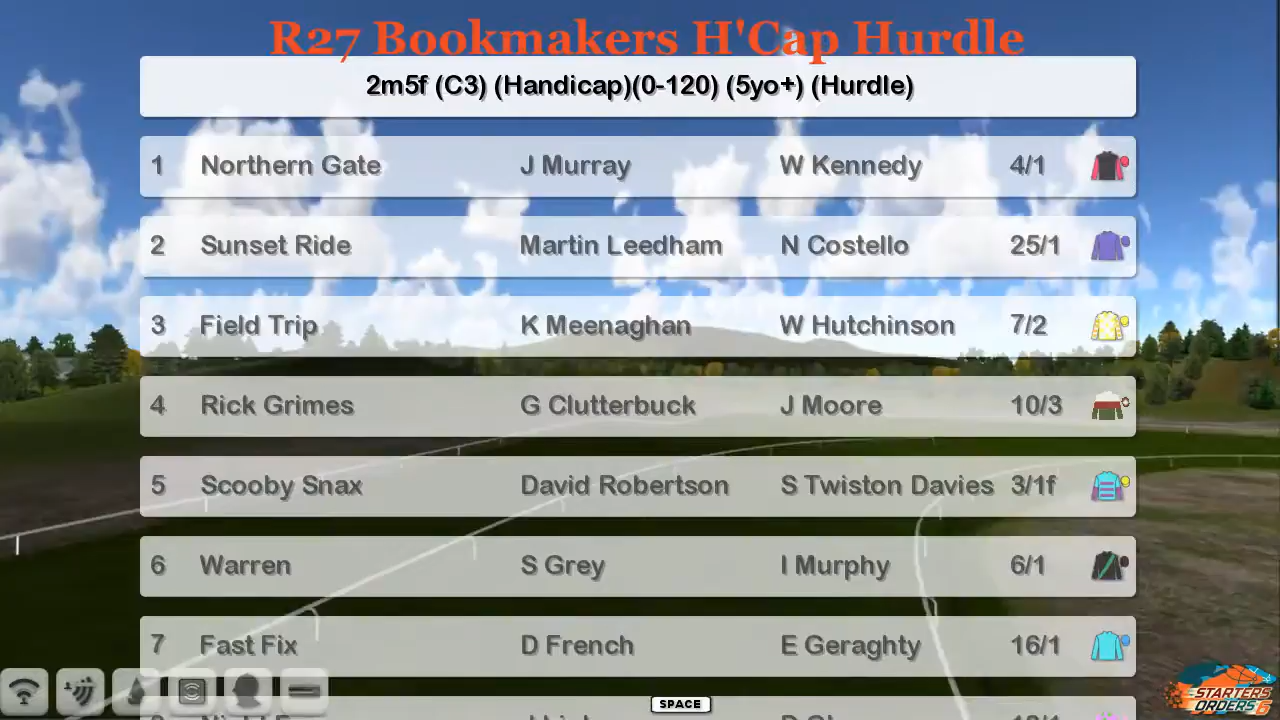 R27 Bookmakers H'Cap Hurdle
2m5f (C3) (Handicap)(0-120) (5yo+) (Hurdle)
1 Northern Gate J Murray W Kennedy 4/1
2 Sunset Ride Martin Leedham N Costello 25/1
3 Field Trip K Meenaghan W Hutchinson 7/2
4 Rick Grimes G Clutterbuck J Moore 10/3
5 Scooby Snax David Robertson S Twiston Davies 3/1f
6 Warren S Grey I Murphy 6/1
7 Fast Fix D French E Geraghty 16/1
SPACE
STARTERS
ORDERS 6